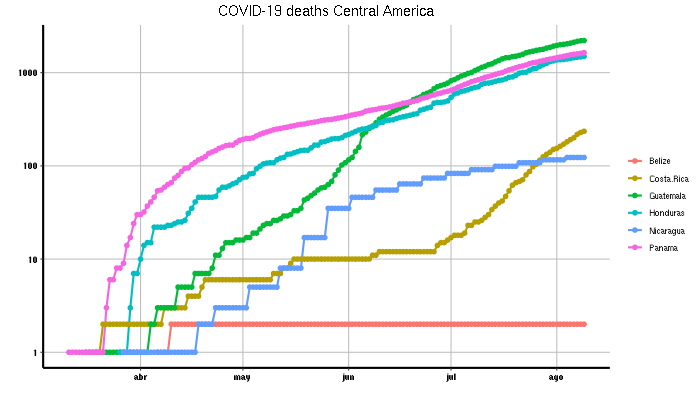 COVID-19 deaths Central America
1000
100
10
1
abr
may
jun
jul
ago
Belize
Costa.Rica
Guatemala
Honduras
Nicaragua
Panama